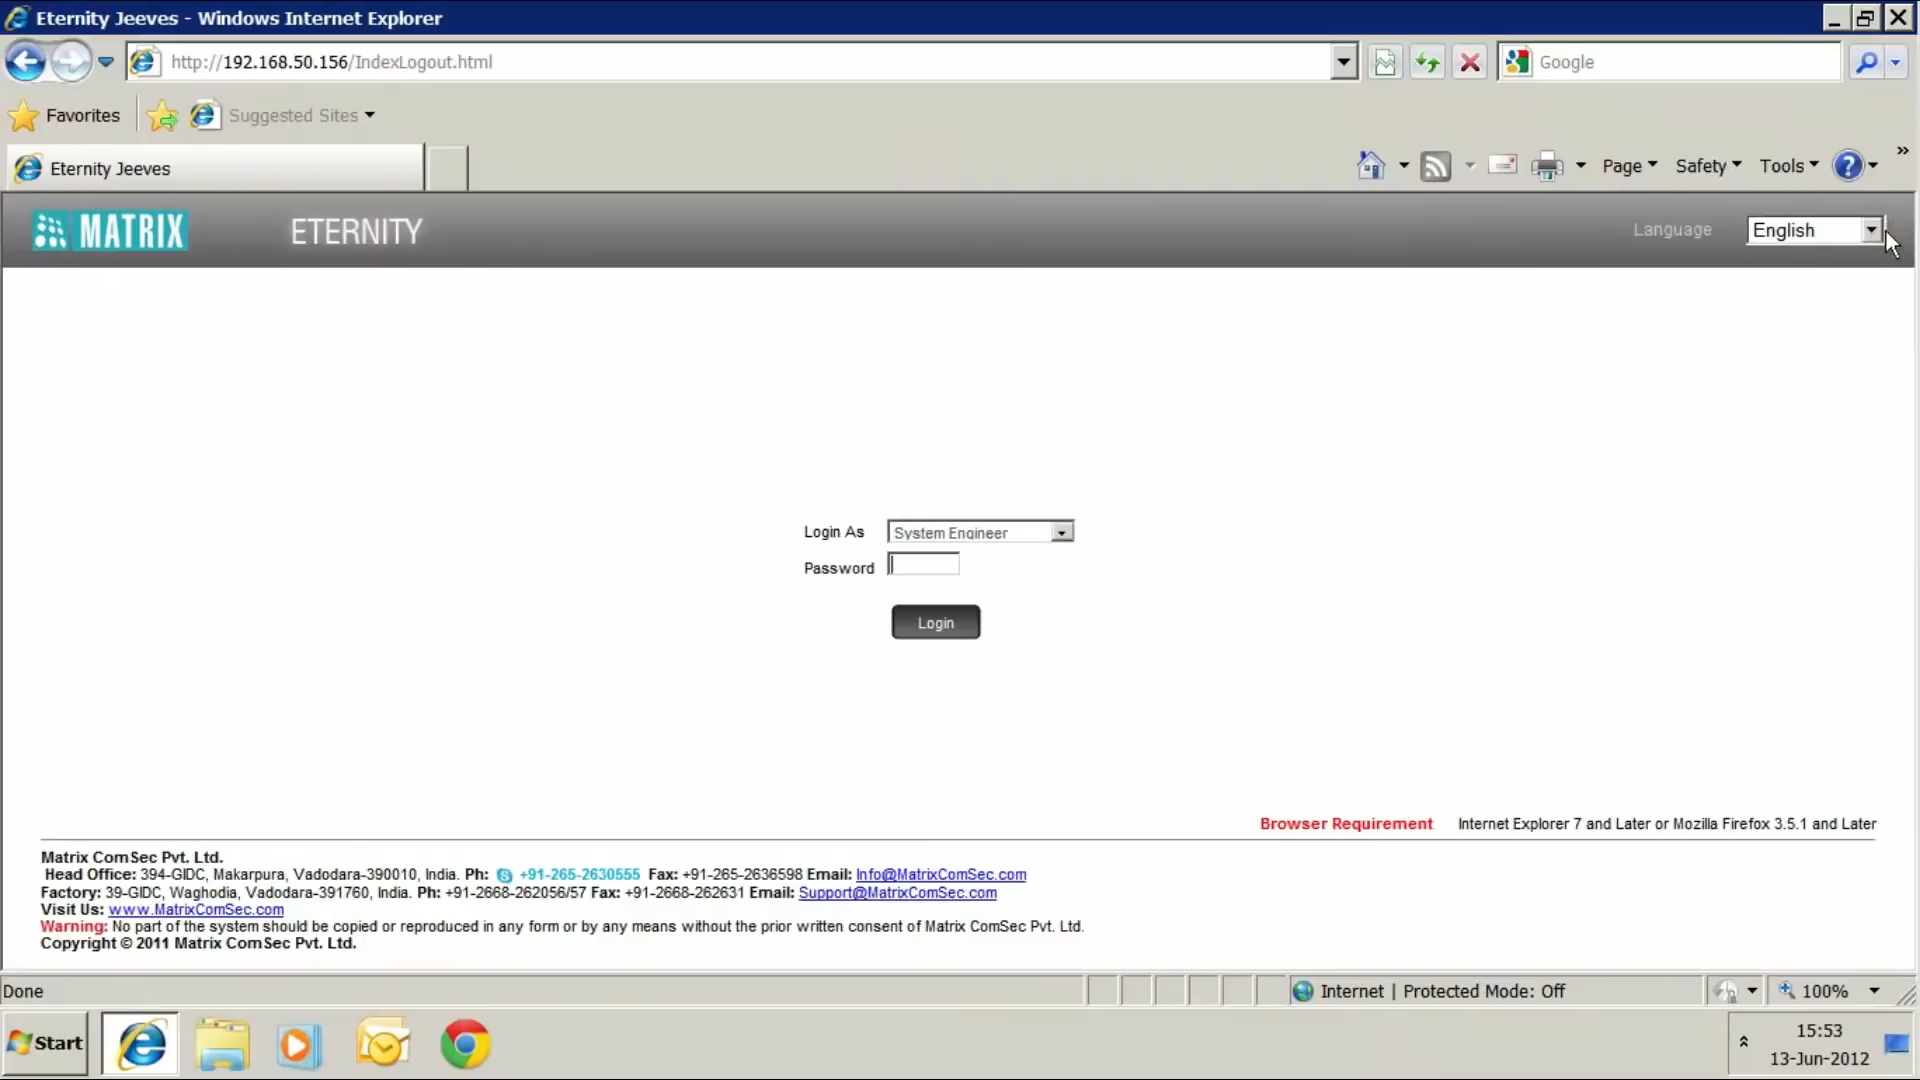 Eternity Jeeves - Windows Internet Explorer
http://192.168.50.156/IndexLogout.html
Google
Favorites
Suggested Sites
Eternity Jeeves
Page
Safety
Tools
»
MATRIX
ETERNITY
Language
English
Login As
System Engineer
Password
Login
Browser Requirement Internet Explorer 7 and Later or Mozilla Firefox 3.5.1 and Later
Matrix ComSec Pvt. Ltd.
Head Office: 394-GIDC, Makarpura, Vadodara-390010, India. Ph: +91-265-2630555 Fax: +91-265-2636598 Email: Info@MatrixComSec.com
Factory: 39-GIDC, Waghodia, Vadodara-391760, India. Ph: +91-2668-262056/57 Fax: +91-2668-262631 Email: Support@MatrixComSec.com
Visit Us: www.MatrixComSec.com
Warning: No part of the system should be copied or reproduced in any form or by any means without the prior written consent of Matrix ComSec Pvt. Ltd.
Copyright © 2011 Matrix ComSec Pvt. Ltd.
Done
Internet | Protected Mode: Off
100%
Start
15:53
13-Jun-2012